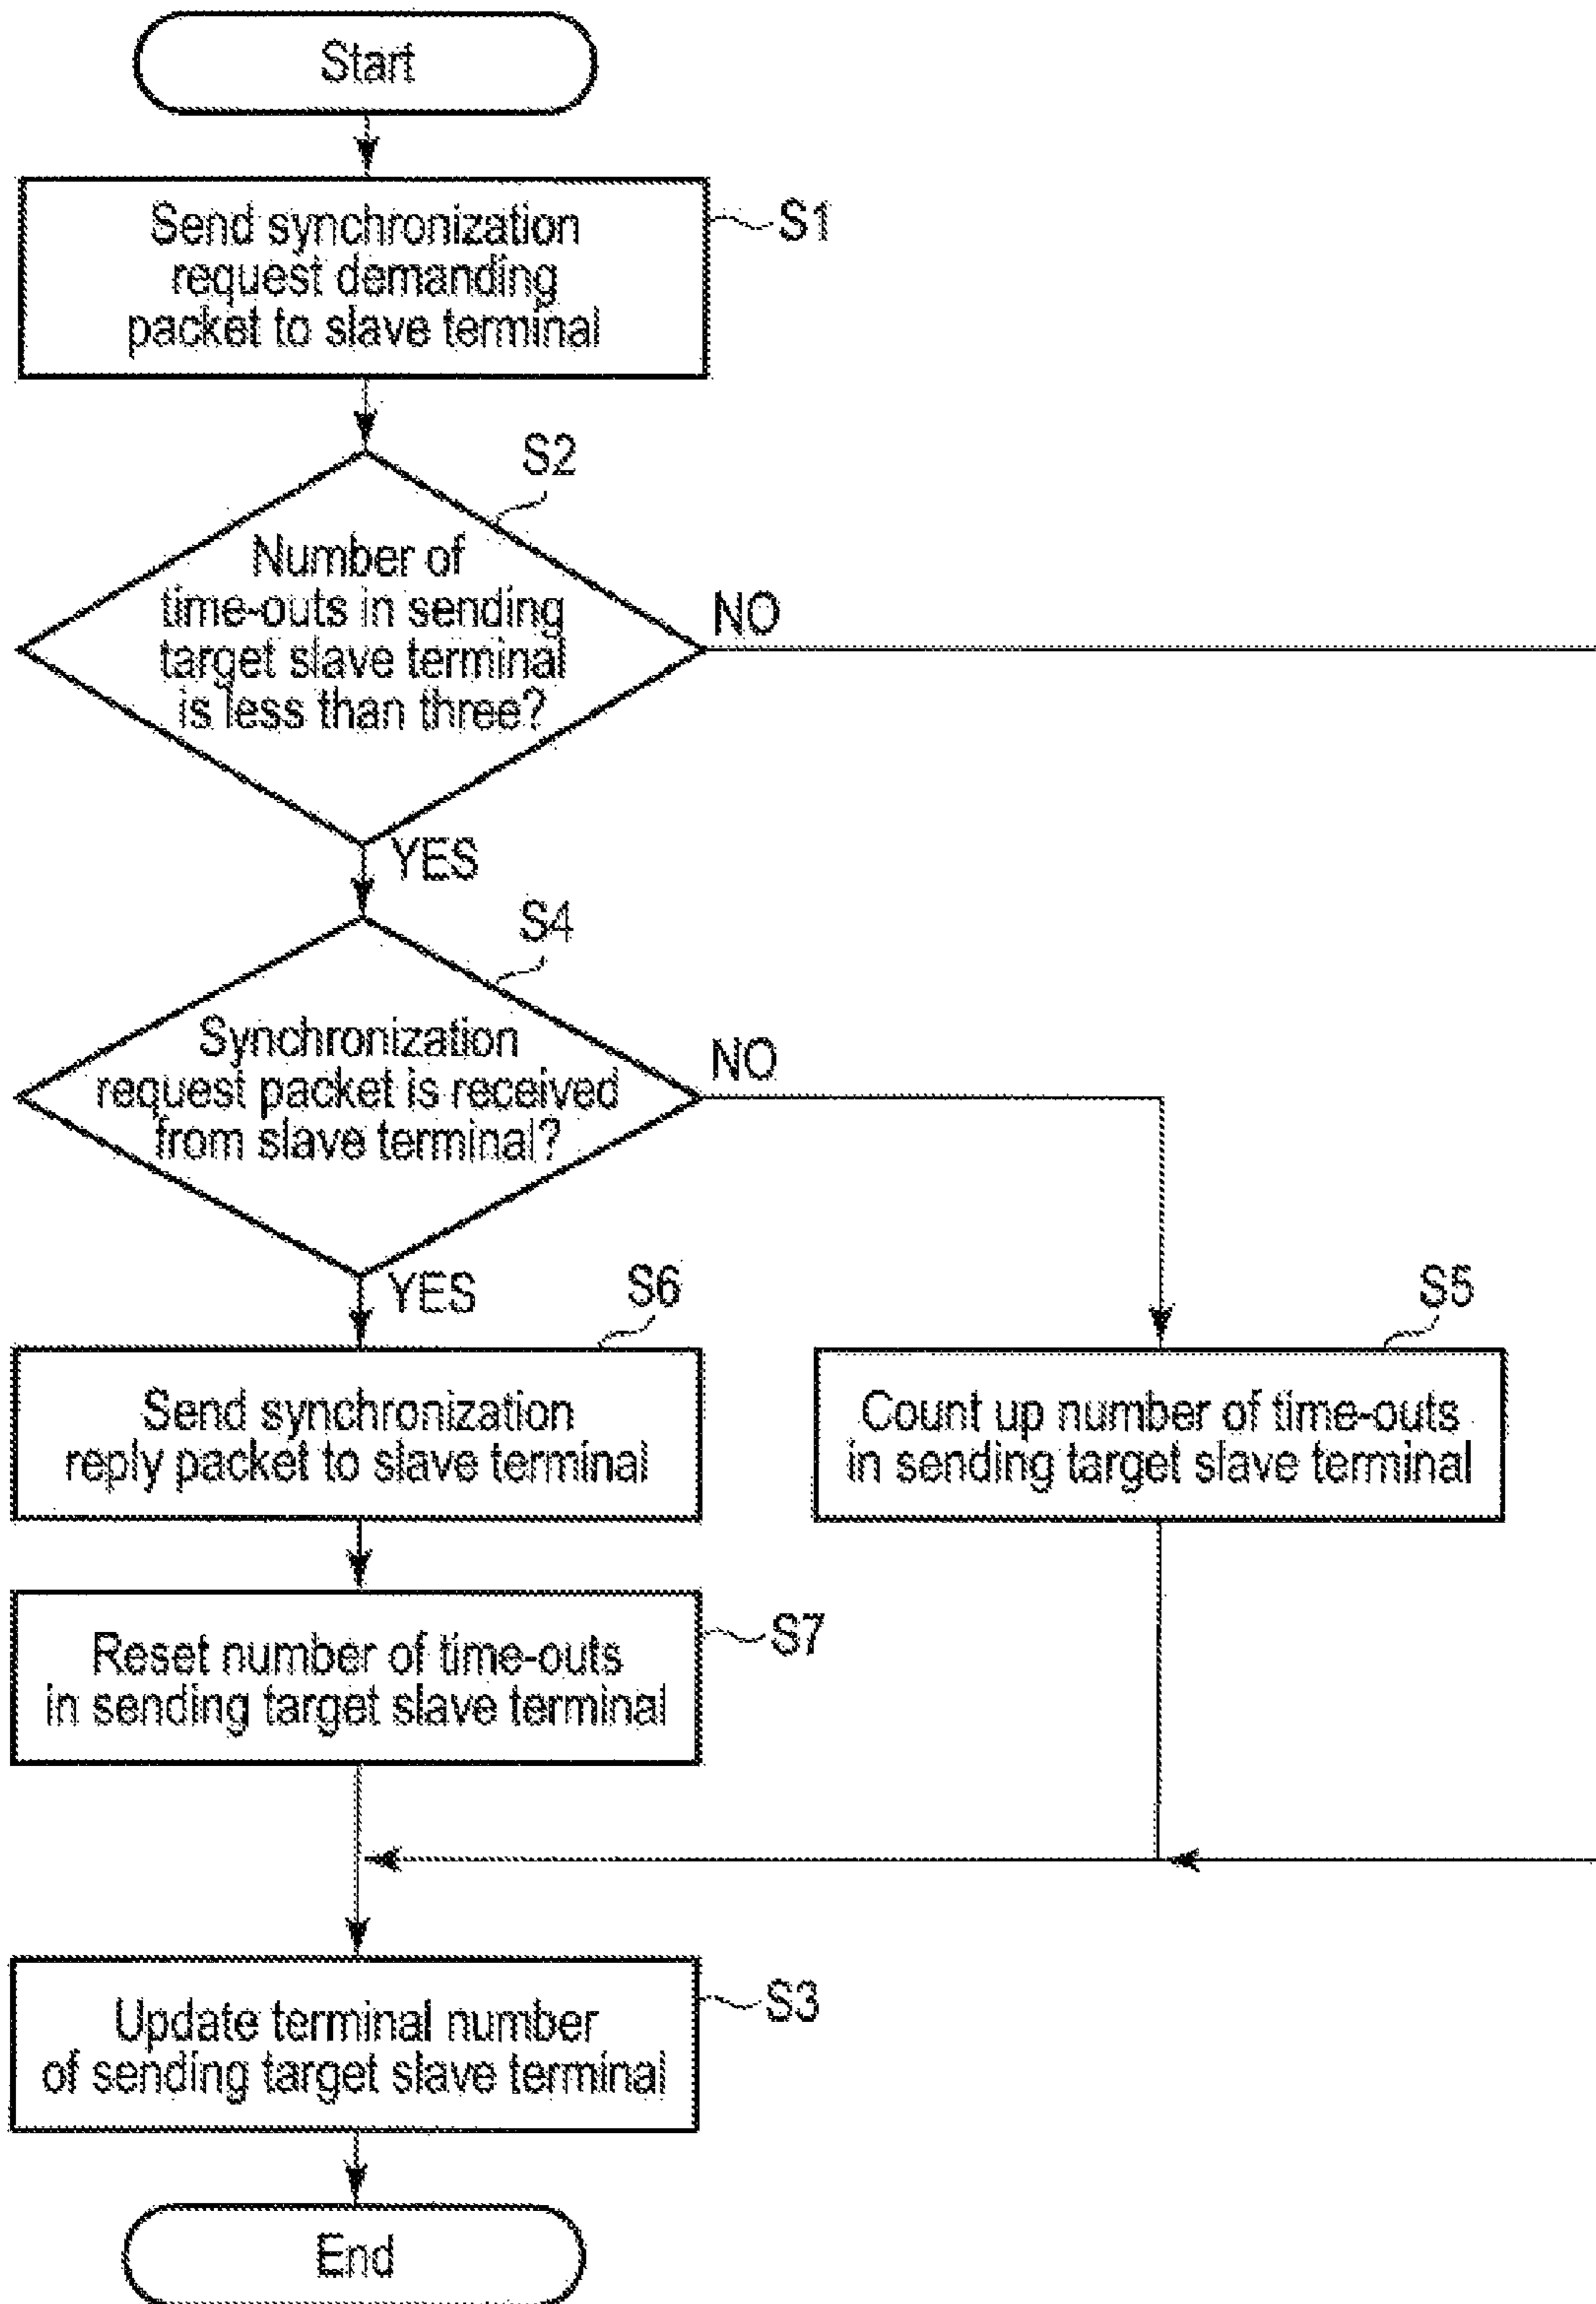 Start
Send synchronization
request demanding
packet to slave terminal
S1
S2
Number of
time-outs in sending
target slave terminal
is less than three?
NO
YES
S4
Synchronization
request packet is received
from slave terminal?
NO
YES
S6
S5
Send synchronization
reply packet to slave terminal
Count up number of time-outs
in sending target slave terminal
Reset number of time-outs
in sending target slave terminal
S7
Update terminal number
of sending target slave terminal
S3
End